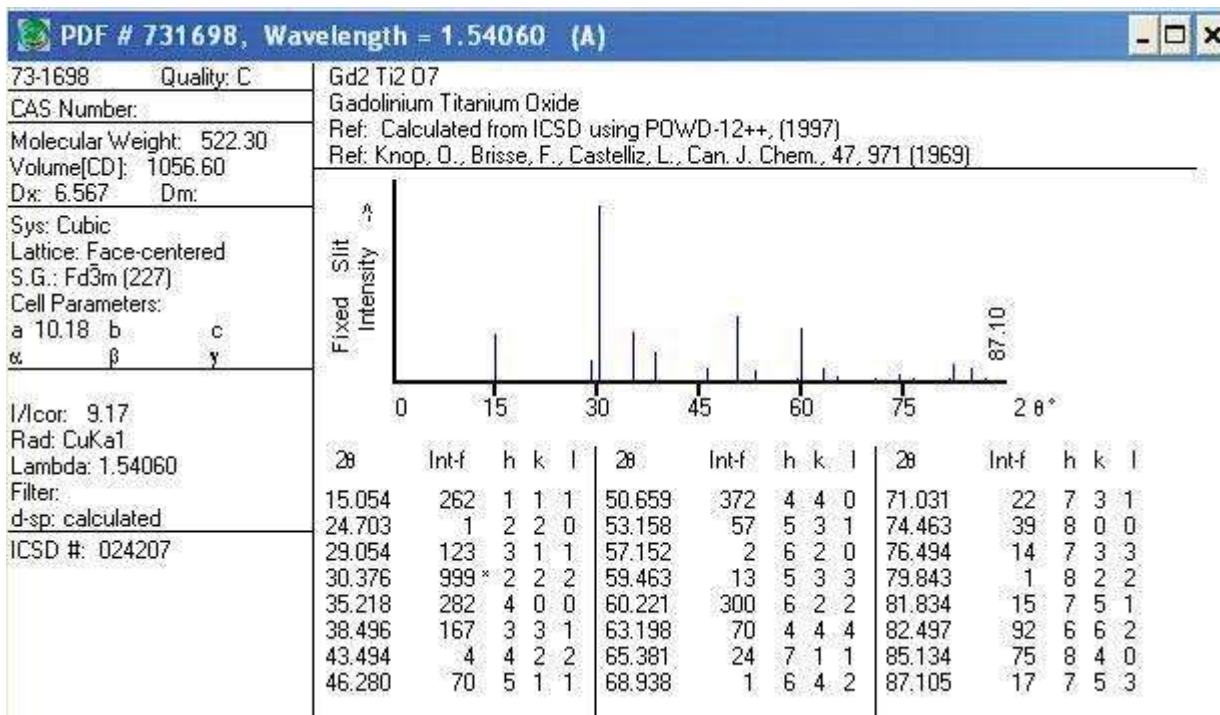 PDF # 731698, Wavelength = 1.54060 (A)
73-1698 Quality: C
CAS Number:
Molecular Weight: 522.30
Volume[CD]: 1056.60
Dx: 6.567 Dm:
Sys: Cubic
Lattice: Face-centered
S.G.: Fd3̄m (227)
Cell Parameters:
a 10.18 b c
α β γ
I/Icor: 9.17
Rad: CuKa1
Lambda: 1.54060
Filter:
d-sp: calculated
ICSD #: 024207
Gd2 Ti2 O7
Gadolinium Titanium Oxide
Ref: Calculated from ICSD using POWD-12++, (1997)
Ref: Knop, O., Brisse, F., Castelliz, L., Can. J. Chem., 47, 971 (1969)
Fixed Slit
Intensity ->
87.10
0 15 30 45 60 75 2 θ °
2θ Int-f h k l 2θ Int-f h k l 2θ Int-f h k l
15.054 262 1 1 1 50.659 372 4 4 0 71.031 22 7 3 1
24.703 1 2 2 0 53.158 57 5 3 1 74.463 39 8 0 0
29.054 123 3 1 1 57.152 2 6 2 0 76.494 14 7 3 3
30.376 999 * 2 2 2 59.463 13 5 3 3 79.843 1 8 2 2
35.218 282 4 0 0 60.221 300 6 2 2 81.834 15 7 5 1
38.496 167 3 3 1 63.198 70 4 4 4 82.497 92 6 6 2
43.494 4 4 2 2 65.381 24 7 1 1 85.134 75 8 4 0
46.280 70 5 1 1 68.938 1 6 4 2 87.105 17 7 5 3